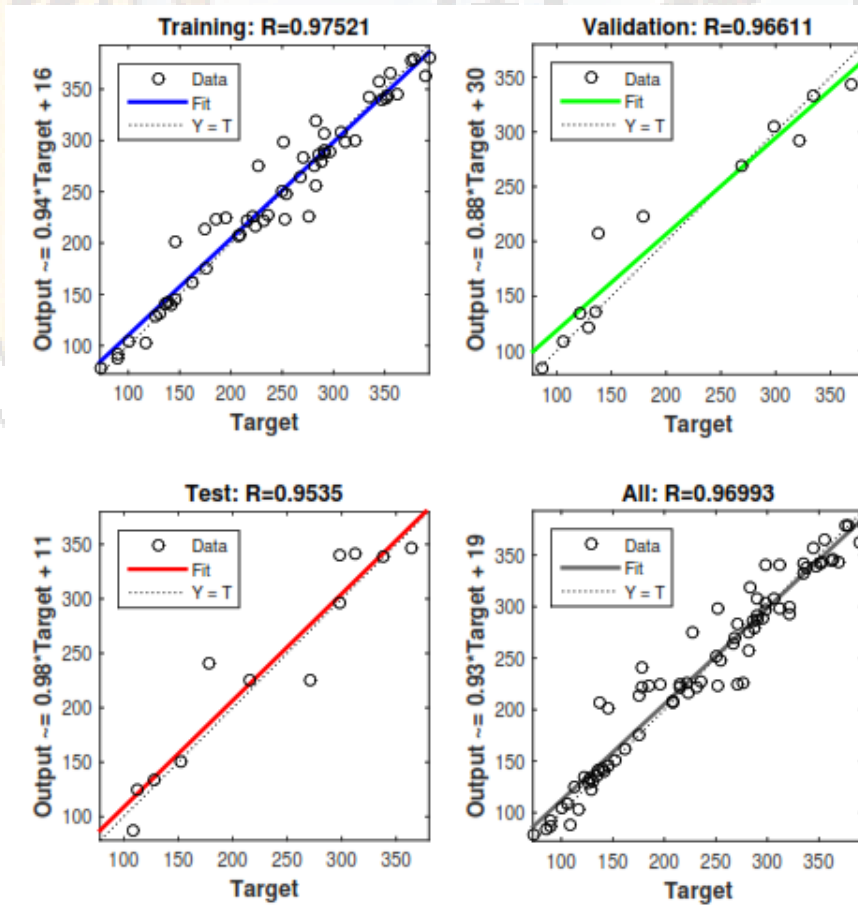 Training: R=0.97521
Output ~= 0.94*Target + 16
350
300
250
200
150
100
Data
Fit
Y = T
100 150 200 250 300 350
Target
Validation: R=0.96611
Output ~= 0.88*Target + 30
350
300
250
200
150
100
Data
Fit
Y = T
100 150 200 250 300 350
Target
Test: R=0.9535
Output ~= 0.98*Target + 11
350
300
250
200
150
100
Data
Fit
Y = T
100 150 200 250 300 350
Target
All: R=0.96993
Output ~= 0.93*Target + 19
350
300
250
200
150
100
Data
Fit
Y = T
100 150 200 250 300 350
Target